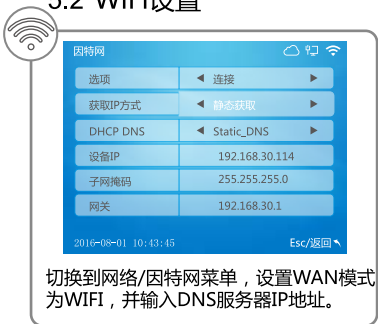 5.2 WIFI设置
因特网
选项 连接
获取IP方式 静态获取
DHCP DNS Static_DNS
设备IP 192.168.30.114
子网掩码 255.255.255.0
网关 192.168.30.1
2016-08-01 10:43:45 Esc/返回
切换到网络/因特网菜单，设置WAN模式
为WIFI，并输入DNS服务器IP地址。